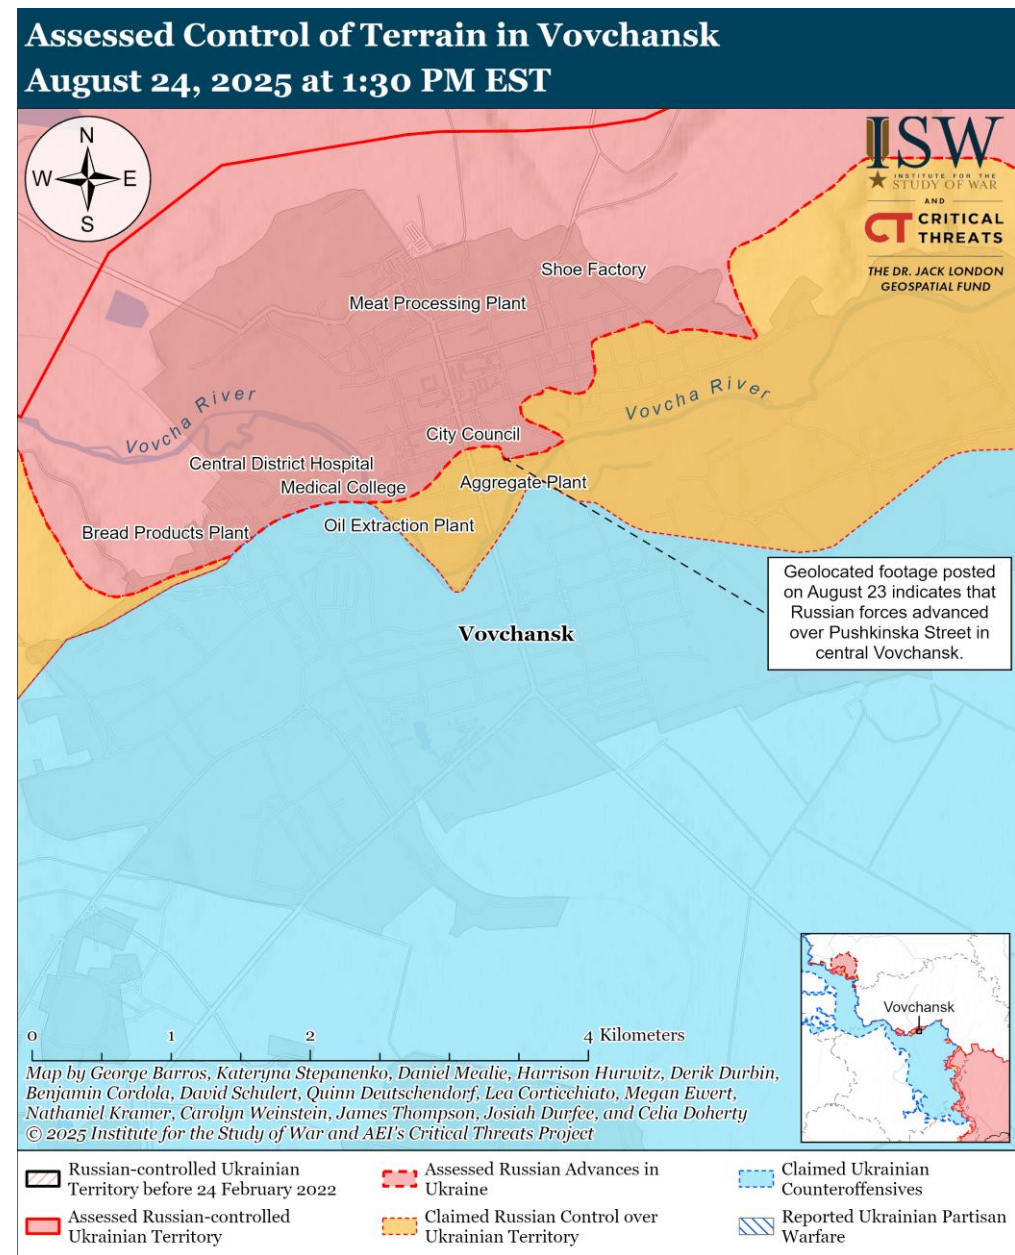 Assessed Control of Terrain in Vovchansk
August 24, 2025 at 1:30 PM EST
N
W
E
S
ISW
INSTITUTE FOR THE
STUDY OF WAR
AND
CT CRITICAL
THREATS
THE DR. JACK LONDON
GEOSPATIAL FUND
Shoe Factory
Meat Processing Plant
Vovcha River
Vovcha River
City Council
Central District Hospital
Medical College
Aggregate Plant
Oil Extraction Plant
Bread Products Plant
Geolocated footage posted
on August 23 indicates that
Russian forces advanced
over Pushkinska Street in
central Vovchansk.
Vovchansk
Vovchansk
0 1 2 4 Kilometers
Map by George Barros, Kateryna Stepanenko, Daniel Mealie, Harrison Hurwitz, Derik Durbin,
Benjamin Cordola, David Schulert, Quinn Deutschendorf, Lea Corticchiato, Megan Ewert,
Nathaniel Kramer, Carolyn Weinstein, James Thompson, Josiah Durfee, and Celia Doherty
© 2025 Institute for the Study of War and AEI's Critical Threats Project
Russian-controlled Ukrainian
Territory before 24 February 2022
Assessed Russian-controlled
Ukrainian Territory
Assessed Russian Advances in
Ukraine
Claimed Russian Control over
Ukrainian Territory
Claimed Ukrainian
Counteroffensives
Reported Ukrainian Partisan
Warfare